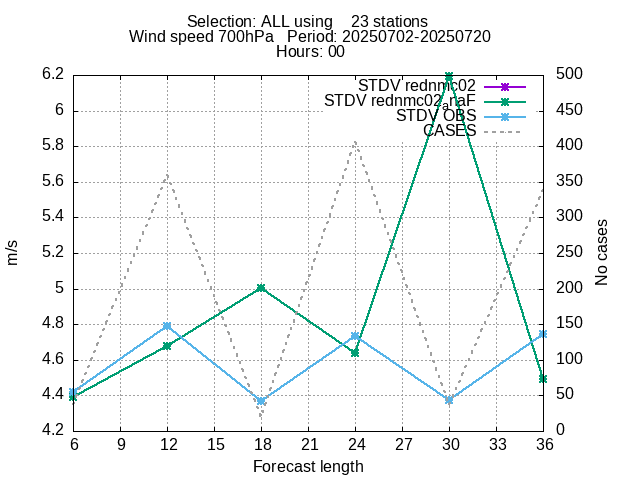 Selection: ALL using 23 stations
Wind speed 700hPa Period: 20250702-20250720
Hours: 00
STDV rednmc02
STDV rednmc02anaF
STDV OBS
CASES
m/s
No cases
6.2
6
5.8
5.6
5.4
5.2
5
4.8
4.6
4.4
4.2
500
450
400
350
300
250
200
150
100
50
0
6 9 12 15 18 21 24 27 30 33 36
Forecast length